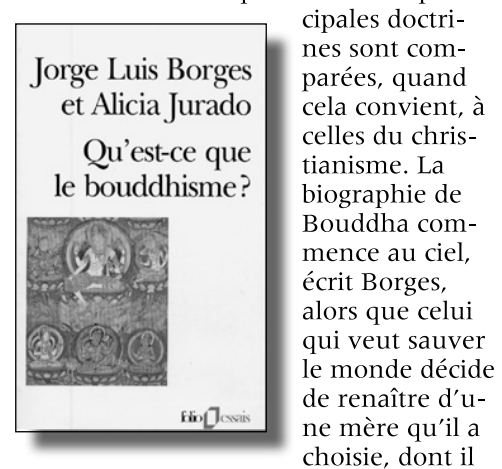 Jorge Luis Borges
et Alicia Jurado
Qu'est-ce que
le bouddhisme?
folio essais
cipales doctri-
nes sont com-
parées, quand
cela convient, à
celles du chris-
tianisme. La
biographie de
Bouddha com-
mence au ciel,
écrit Borges,
alors que celui
qui veut sauver
le monde décide
de renaître d'u-
ne mère qu'il a
choisie, dont il